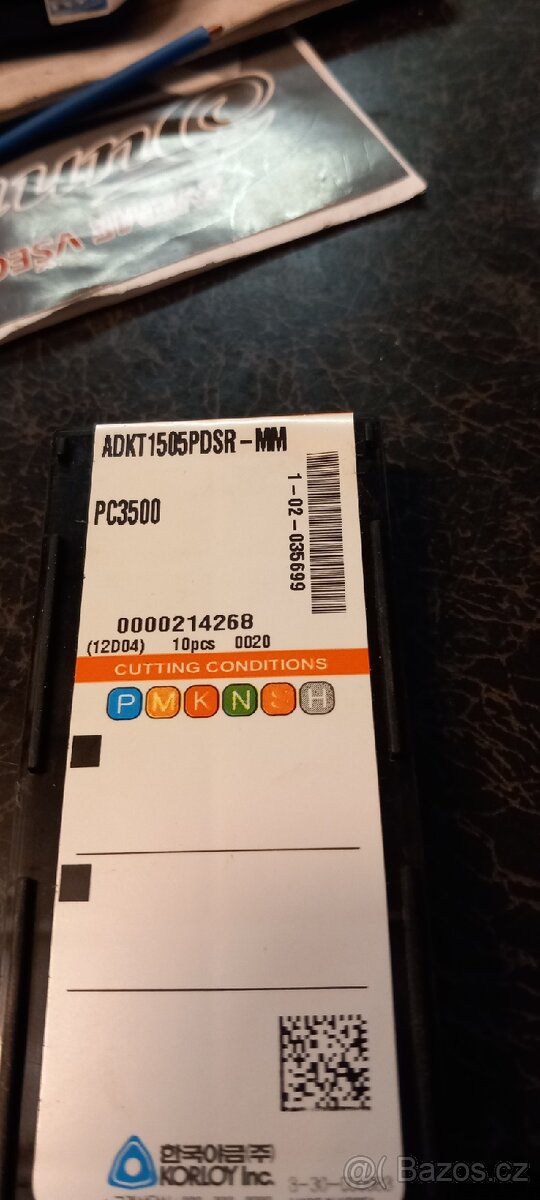 VŠEC
ADKT1505PDSR-MM
PC3500
1-02-035699
0000214268
(12D04) 10pcs 0020
CUTTING CONDITIONS
P M K N S H
한국야금(주)
KORLOY Inc.
@ Bazos.cz